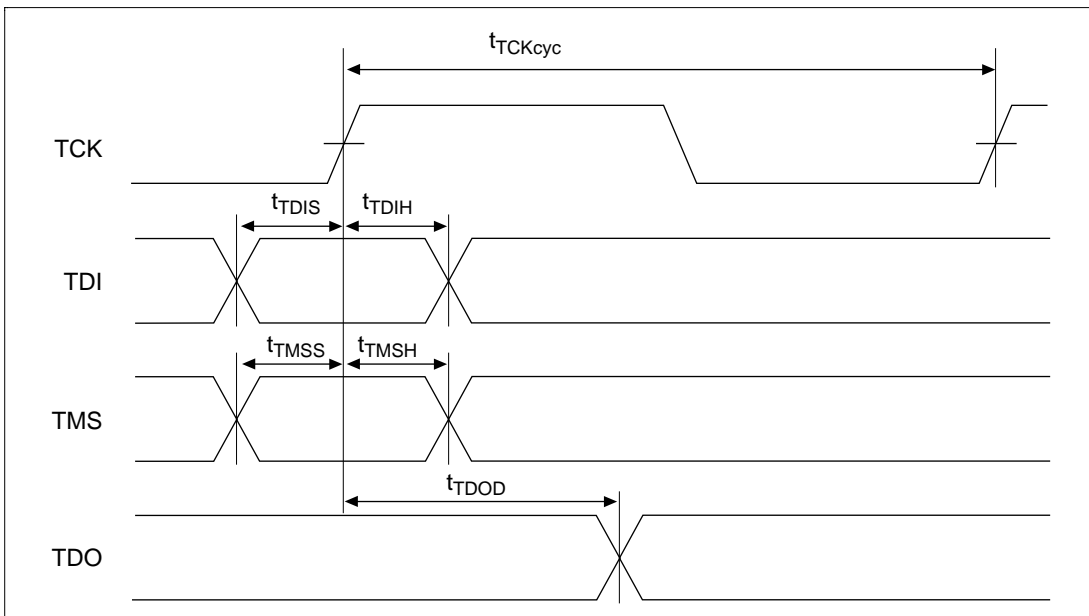 tTCKcyc
TCK
tTDIS tTDIH
TDI
tTMSS tTMSH
TMS
tTDOD
TDO